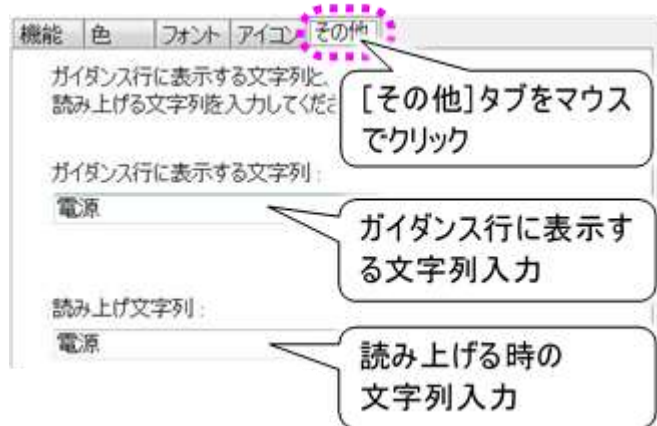 機能 色 フォント アイコン その他
ガイダンス行に表示する文字列と、
読み上げる文字列を入力してくださ
[その他]タブをマウス
でクリック
ガイダンス行に表示する文字列:
電源
ガイダンス行に表示す
る文字列入力
読み上げ文字列:
電源
読み上げる時の
文字列入力